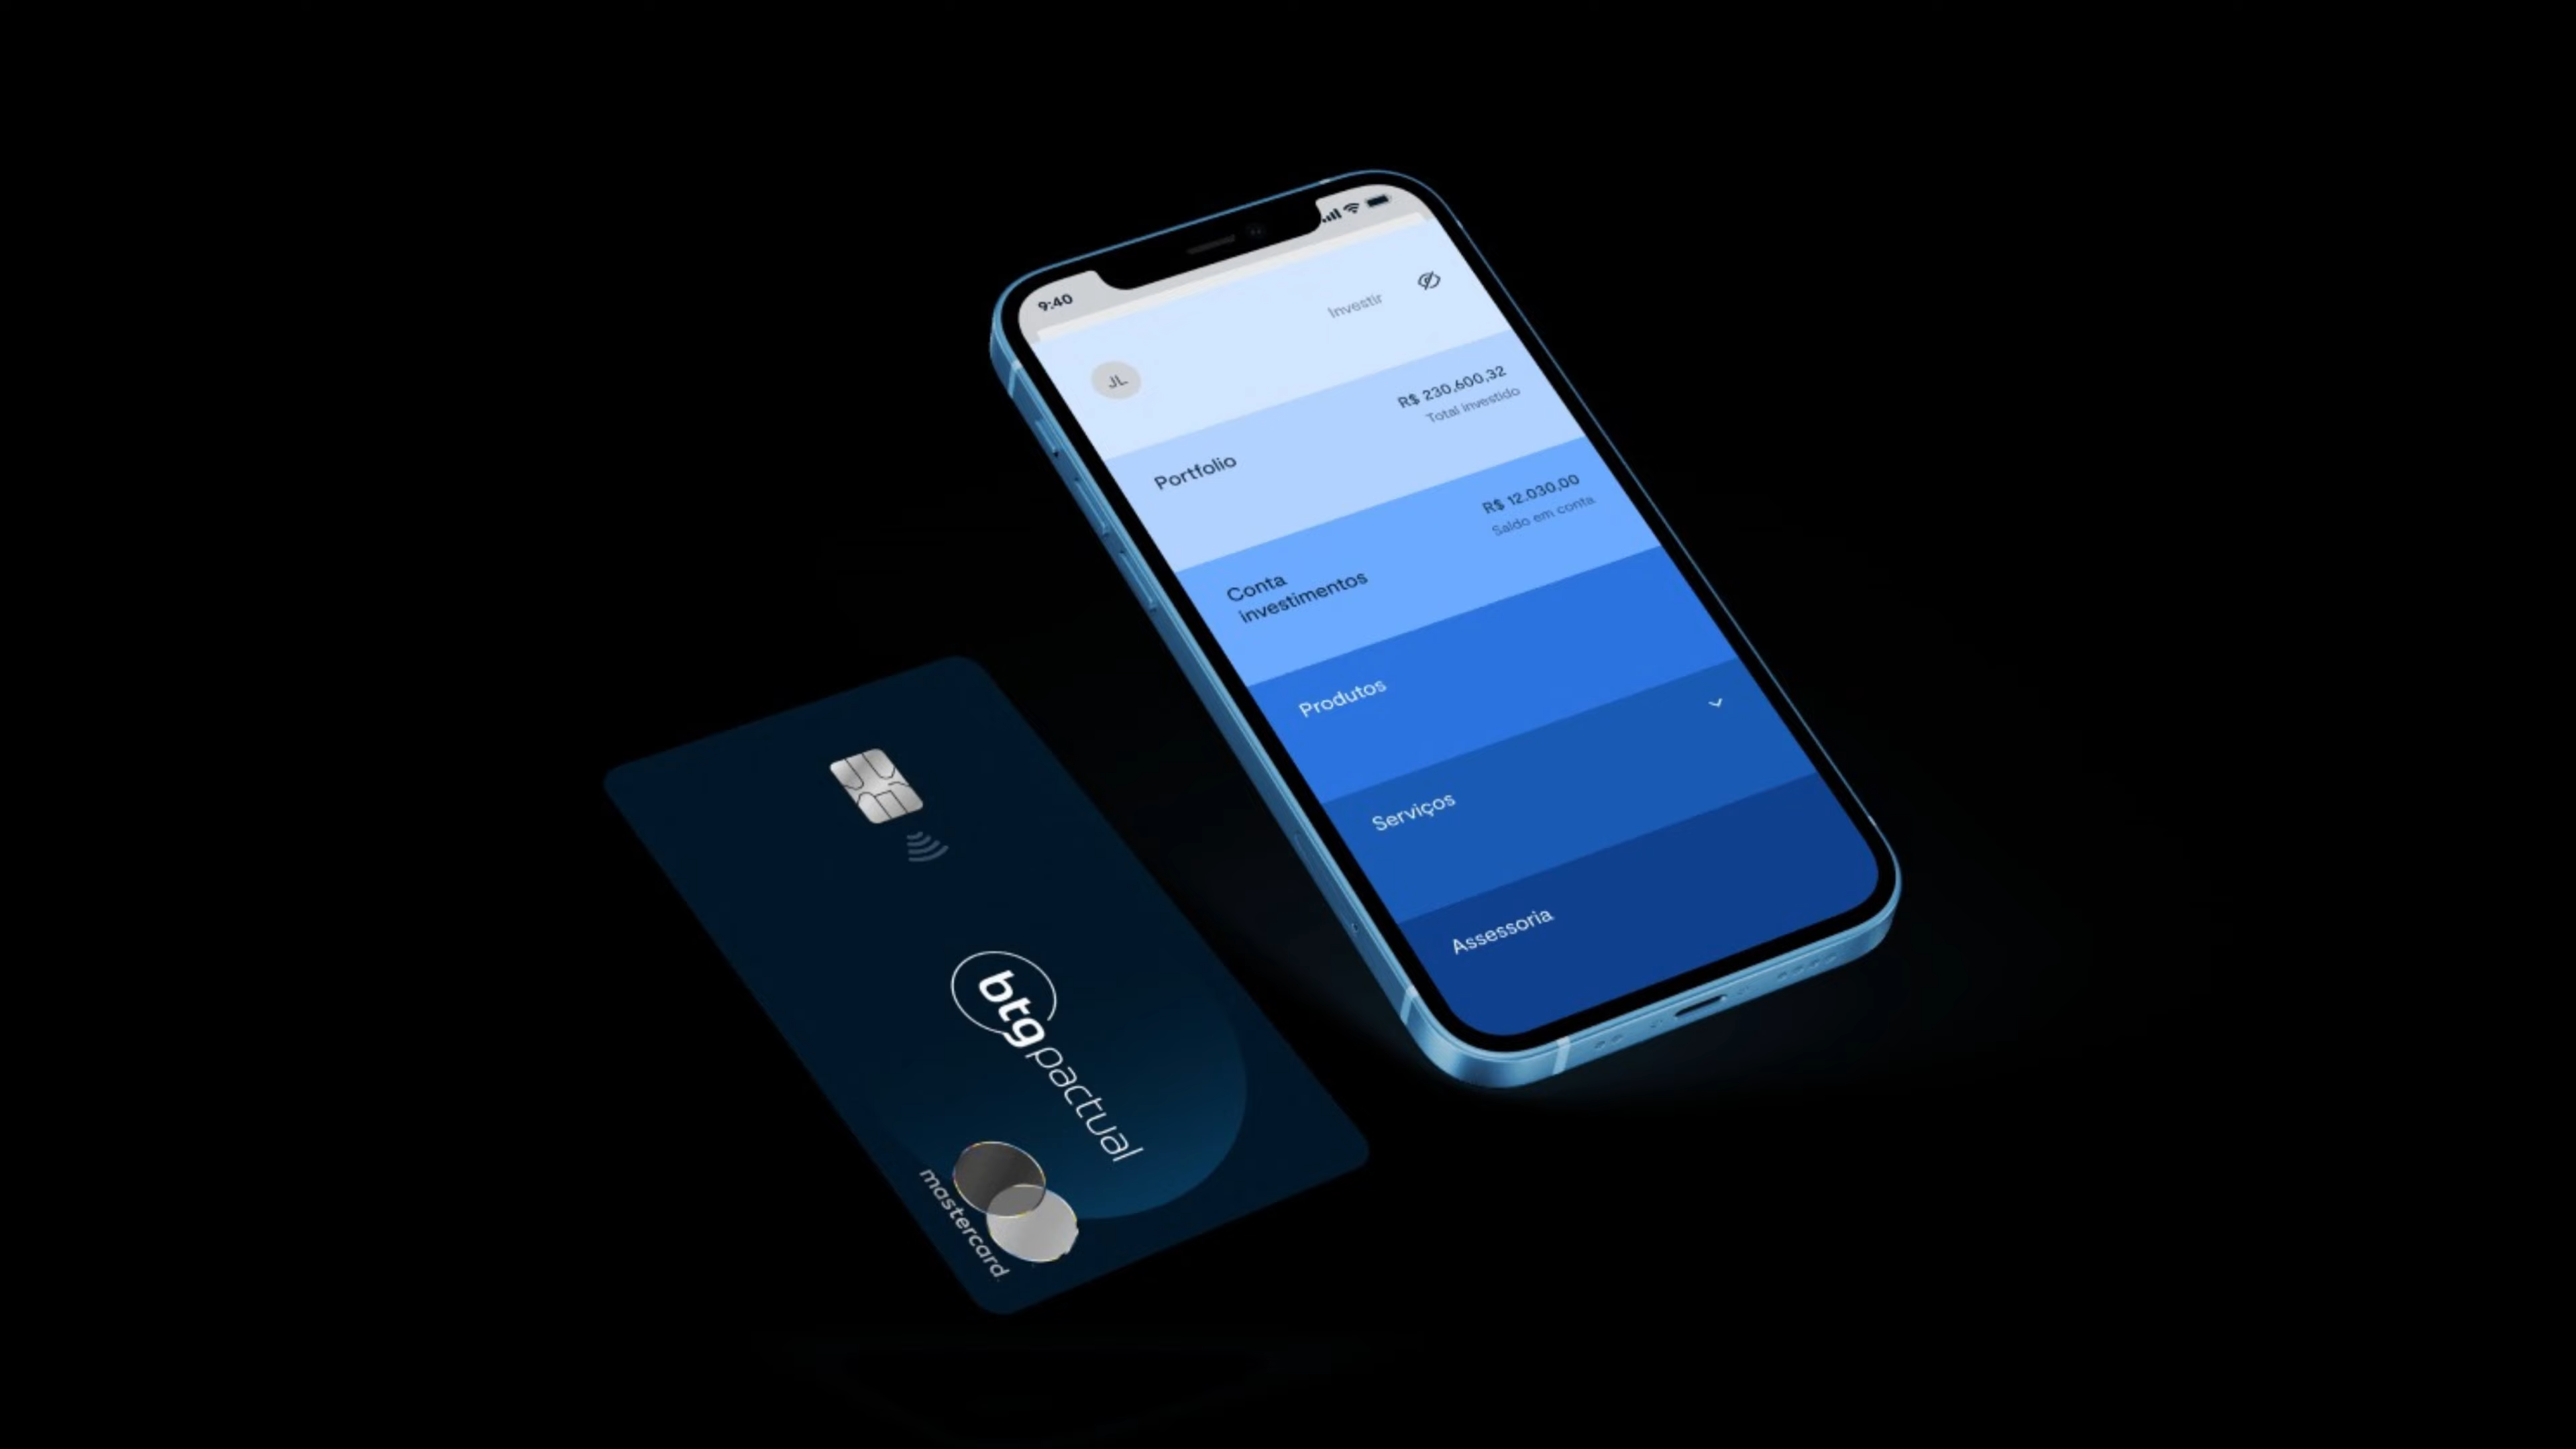 9:40
Investir
JL
R$ 230,600,32
Total investido
Portfolio
R$ 12.030,00
Saldo em conta
Conta
investimentos
Produtos
Serviços
Assessoria
btgpactual
mastercard